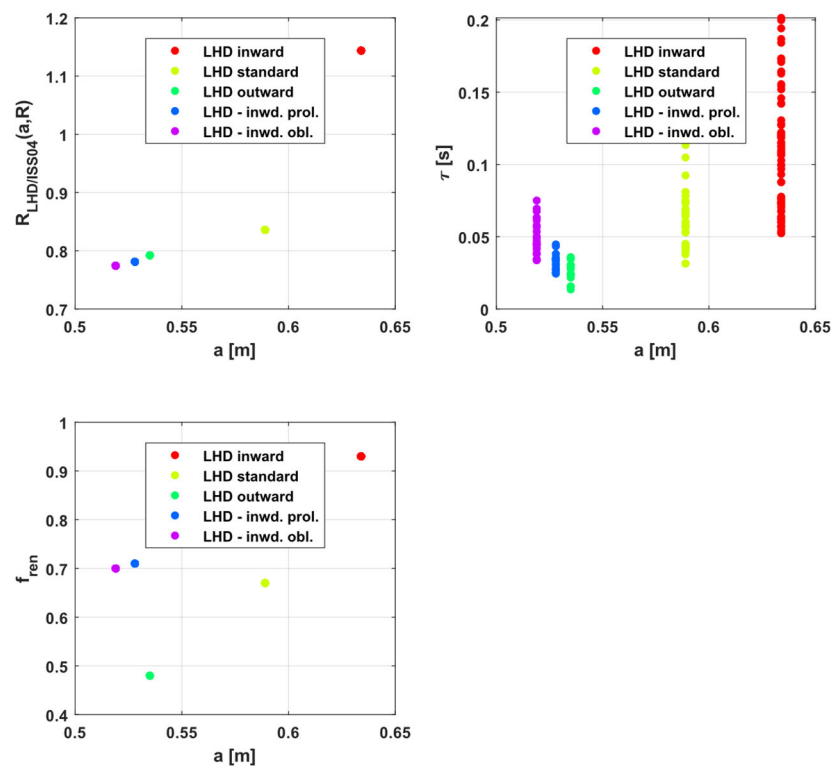 R_LHD/ISS04(a,R)
1.2
1.1
1
0.9
0.8
0.7
0.5
0.55
0.6
0.65
a [m]
LHD inward
LHD standard
LHD outward
LHD - inwd. prol.
LHD - inwd. obl.
τ [s]
0.2
0.15
0.1
0.05
0
0.5
0.55
0.6
0.65
a [m]
LHD inward
LHD standard
LHD outward
LHD - inwd. prol.
LHD - inwd. obl.
f_ren
1
0.9
0.8
0.7
0.6
0.5
0.4
0.5
0.55
0.6
0.65
a [m]
LHD inward
LHD standard
LHD outward
LHD - inwd. prol.
LHD - inwd. obl.